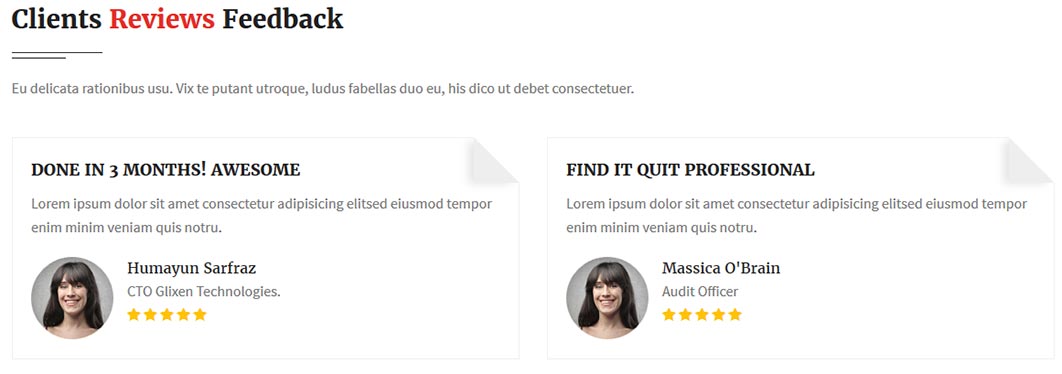 Clients Reviews Feedback
Eu delicata rationibus usu. Vix te putant utroque, ludus fabellas duo eu, his dico ut debet consectetuer.
DONE IN 3 MONTHS! AWESOME
Lorem ipsum dolor sit amet consectetur adipisicing elitsed eiusmod tempor
enim minim veniam quis notru.
Humayun Sarfraz
CTO Glixen Technologies.
FIND IT QUIT PROFESSIONAL
Lorem ipsum dolor sit amet consectetur adipisicing elitsed eiusmod tempor
enim minim veniam quis notru.
Massica O'Brain
Audit Officer